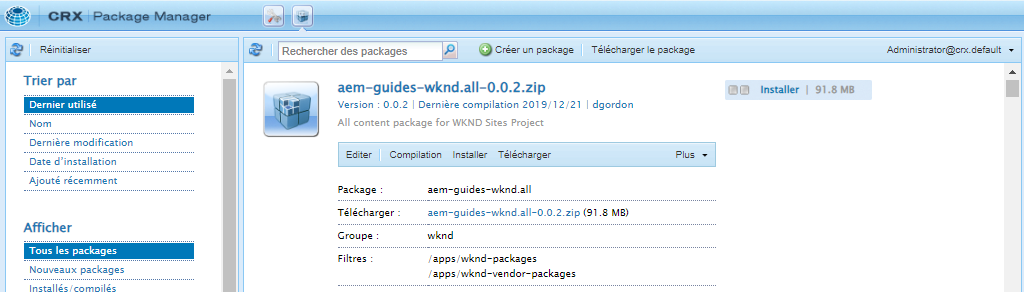 CRX Package Manager
Réinitialiser
Rechercher des packages
Créer un package
Télécharger le package
Administrator@crx.default
Trier par
Dernier utilisé
Nom
Dernière modification
Date d'installation
Ajouté récemment
Afficher
Tous les packages
Nouveaux packages
Installés/compilés
aem-guides-wknd.all-0.0.2.zip
Version : 0.0.2 | Dernière compilation 2019/12/21 | dgordon
All content package for WKND Sites Project
Installer | 91.8 MB
Editer Compilation Installer Télécharger Plus
Package : aem-guides-wknd.all
Télécharger : aem-guides-wknd.all-0.0.2.zip (91.8 MB)
Groupe : wknd
Filtres : /apps/wknd-packages
/apps/wknd-vendor-packages